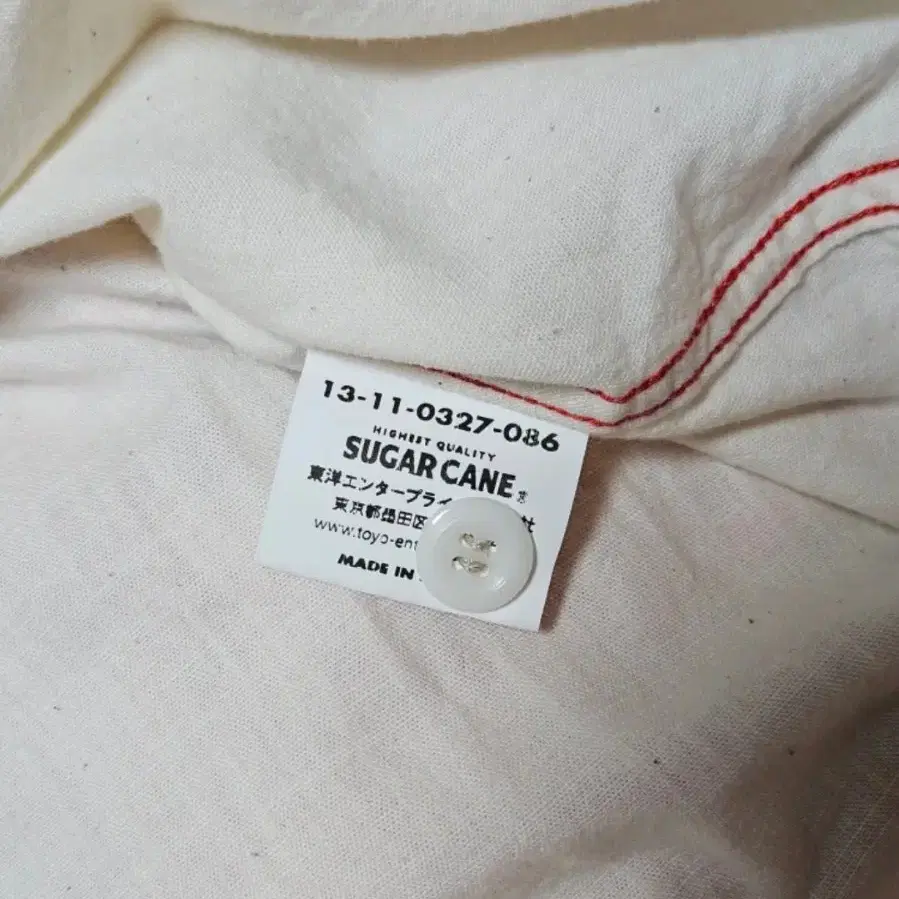 13-11-0327-086
HIGHEST QUALITY
SUGAR CANE®
東洋エンタープライ 社
東京都墨田区
www.toyo-ent
MADE IN